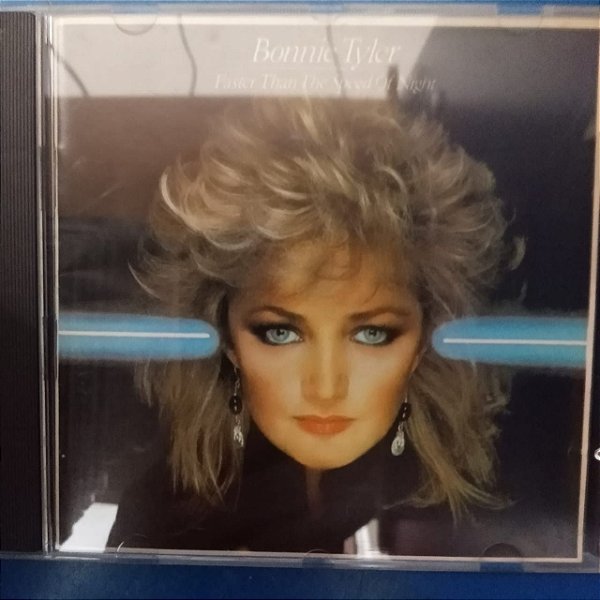 Bonnie Tyler
Faster Than The Speed Of Night